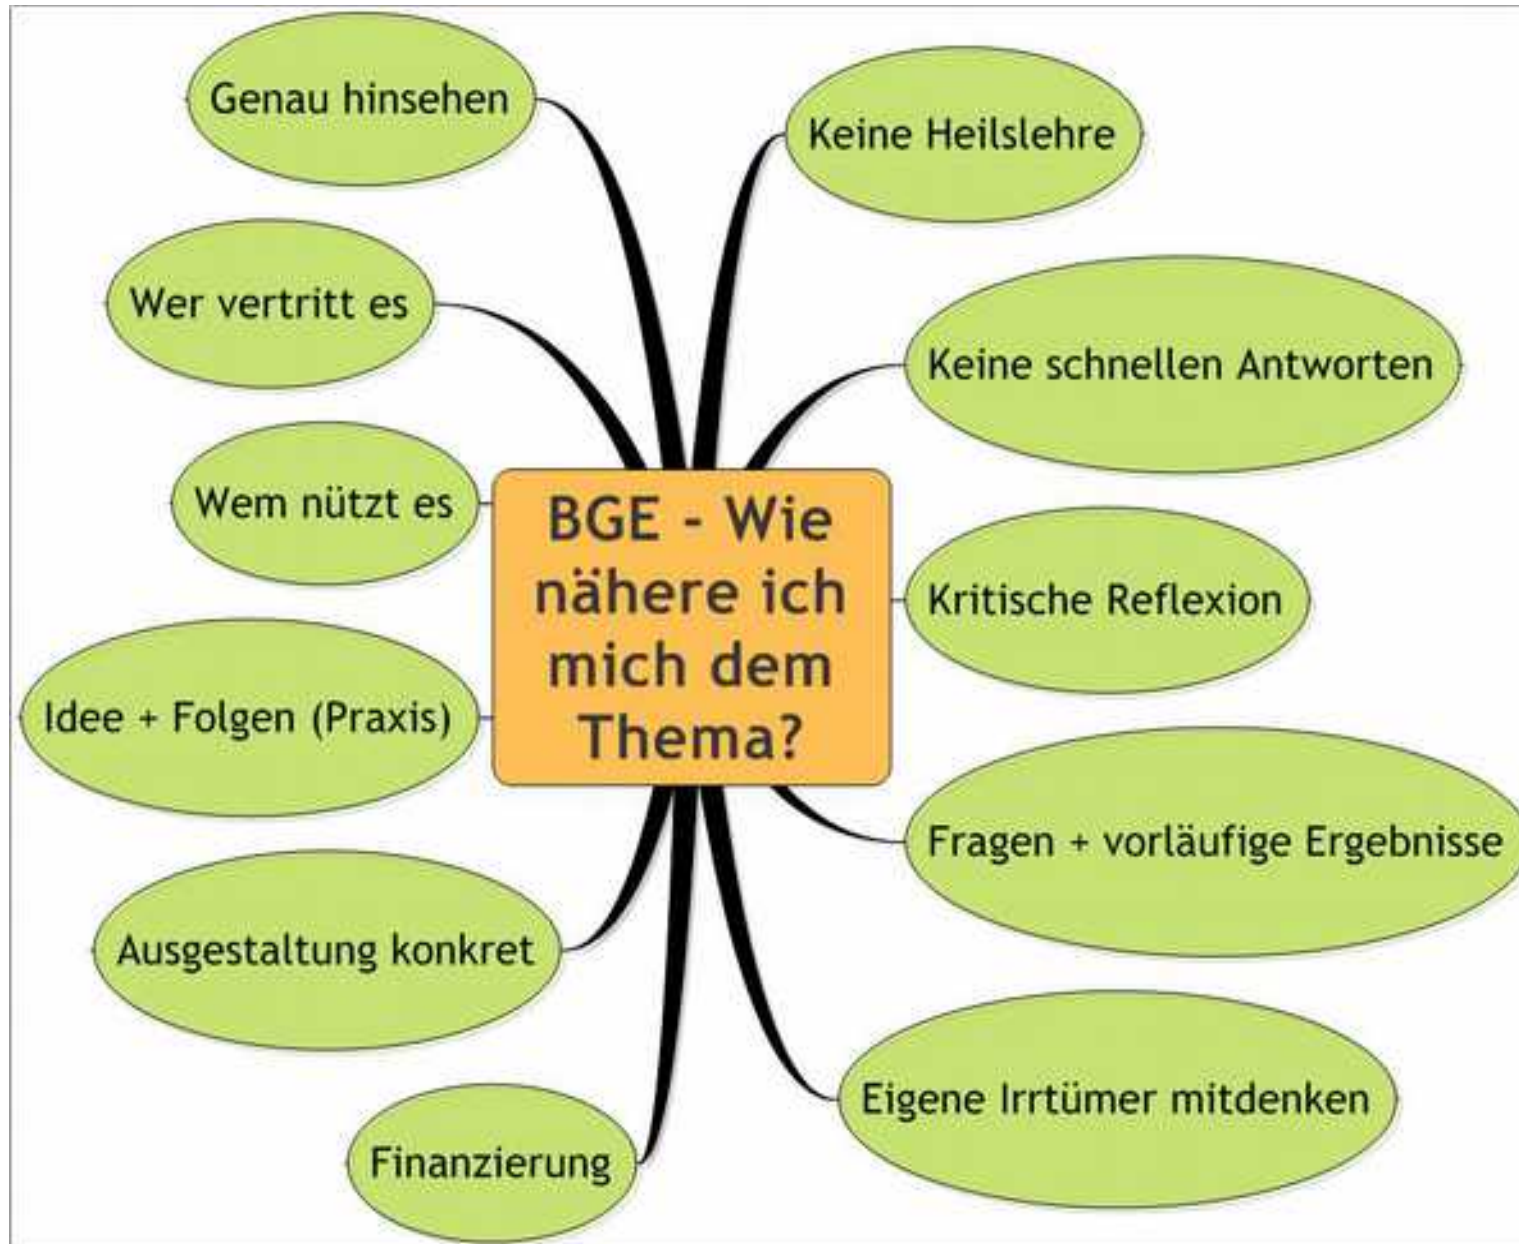 BGE - Wie
nähere ich
mich dem
Thema?
Genau hinsehen
Wer vertritt es
Wem nützt es
Idee + Folgen (Praxis)
Ausgestaltung konkret
Finanzierung
Keine Heilslehre
Keine schnellen Antworten
Kritische Reflexion
Fragen + vorläufige Ergebnisse
Eigene Irrtümer mitdenken